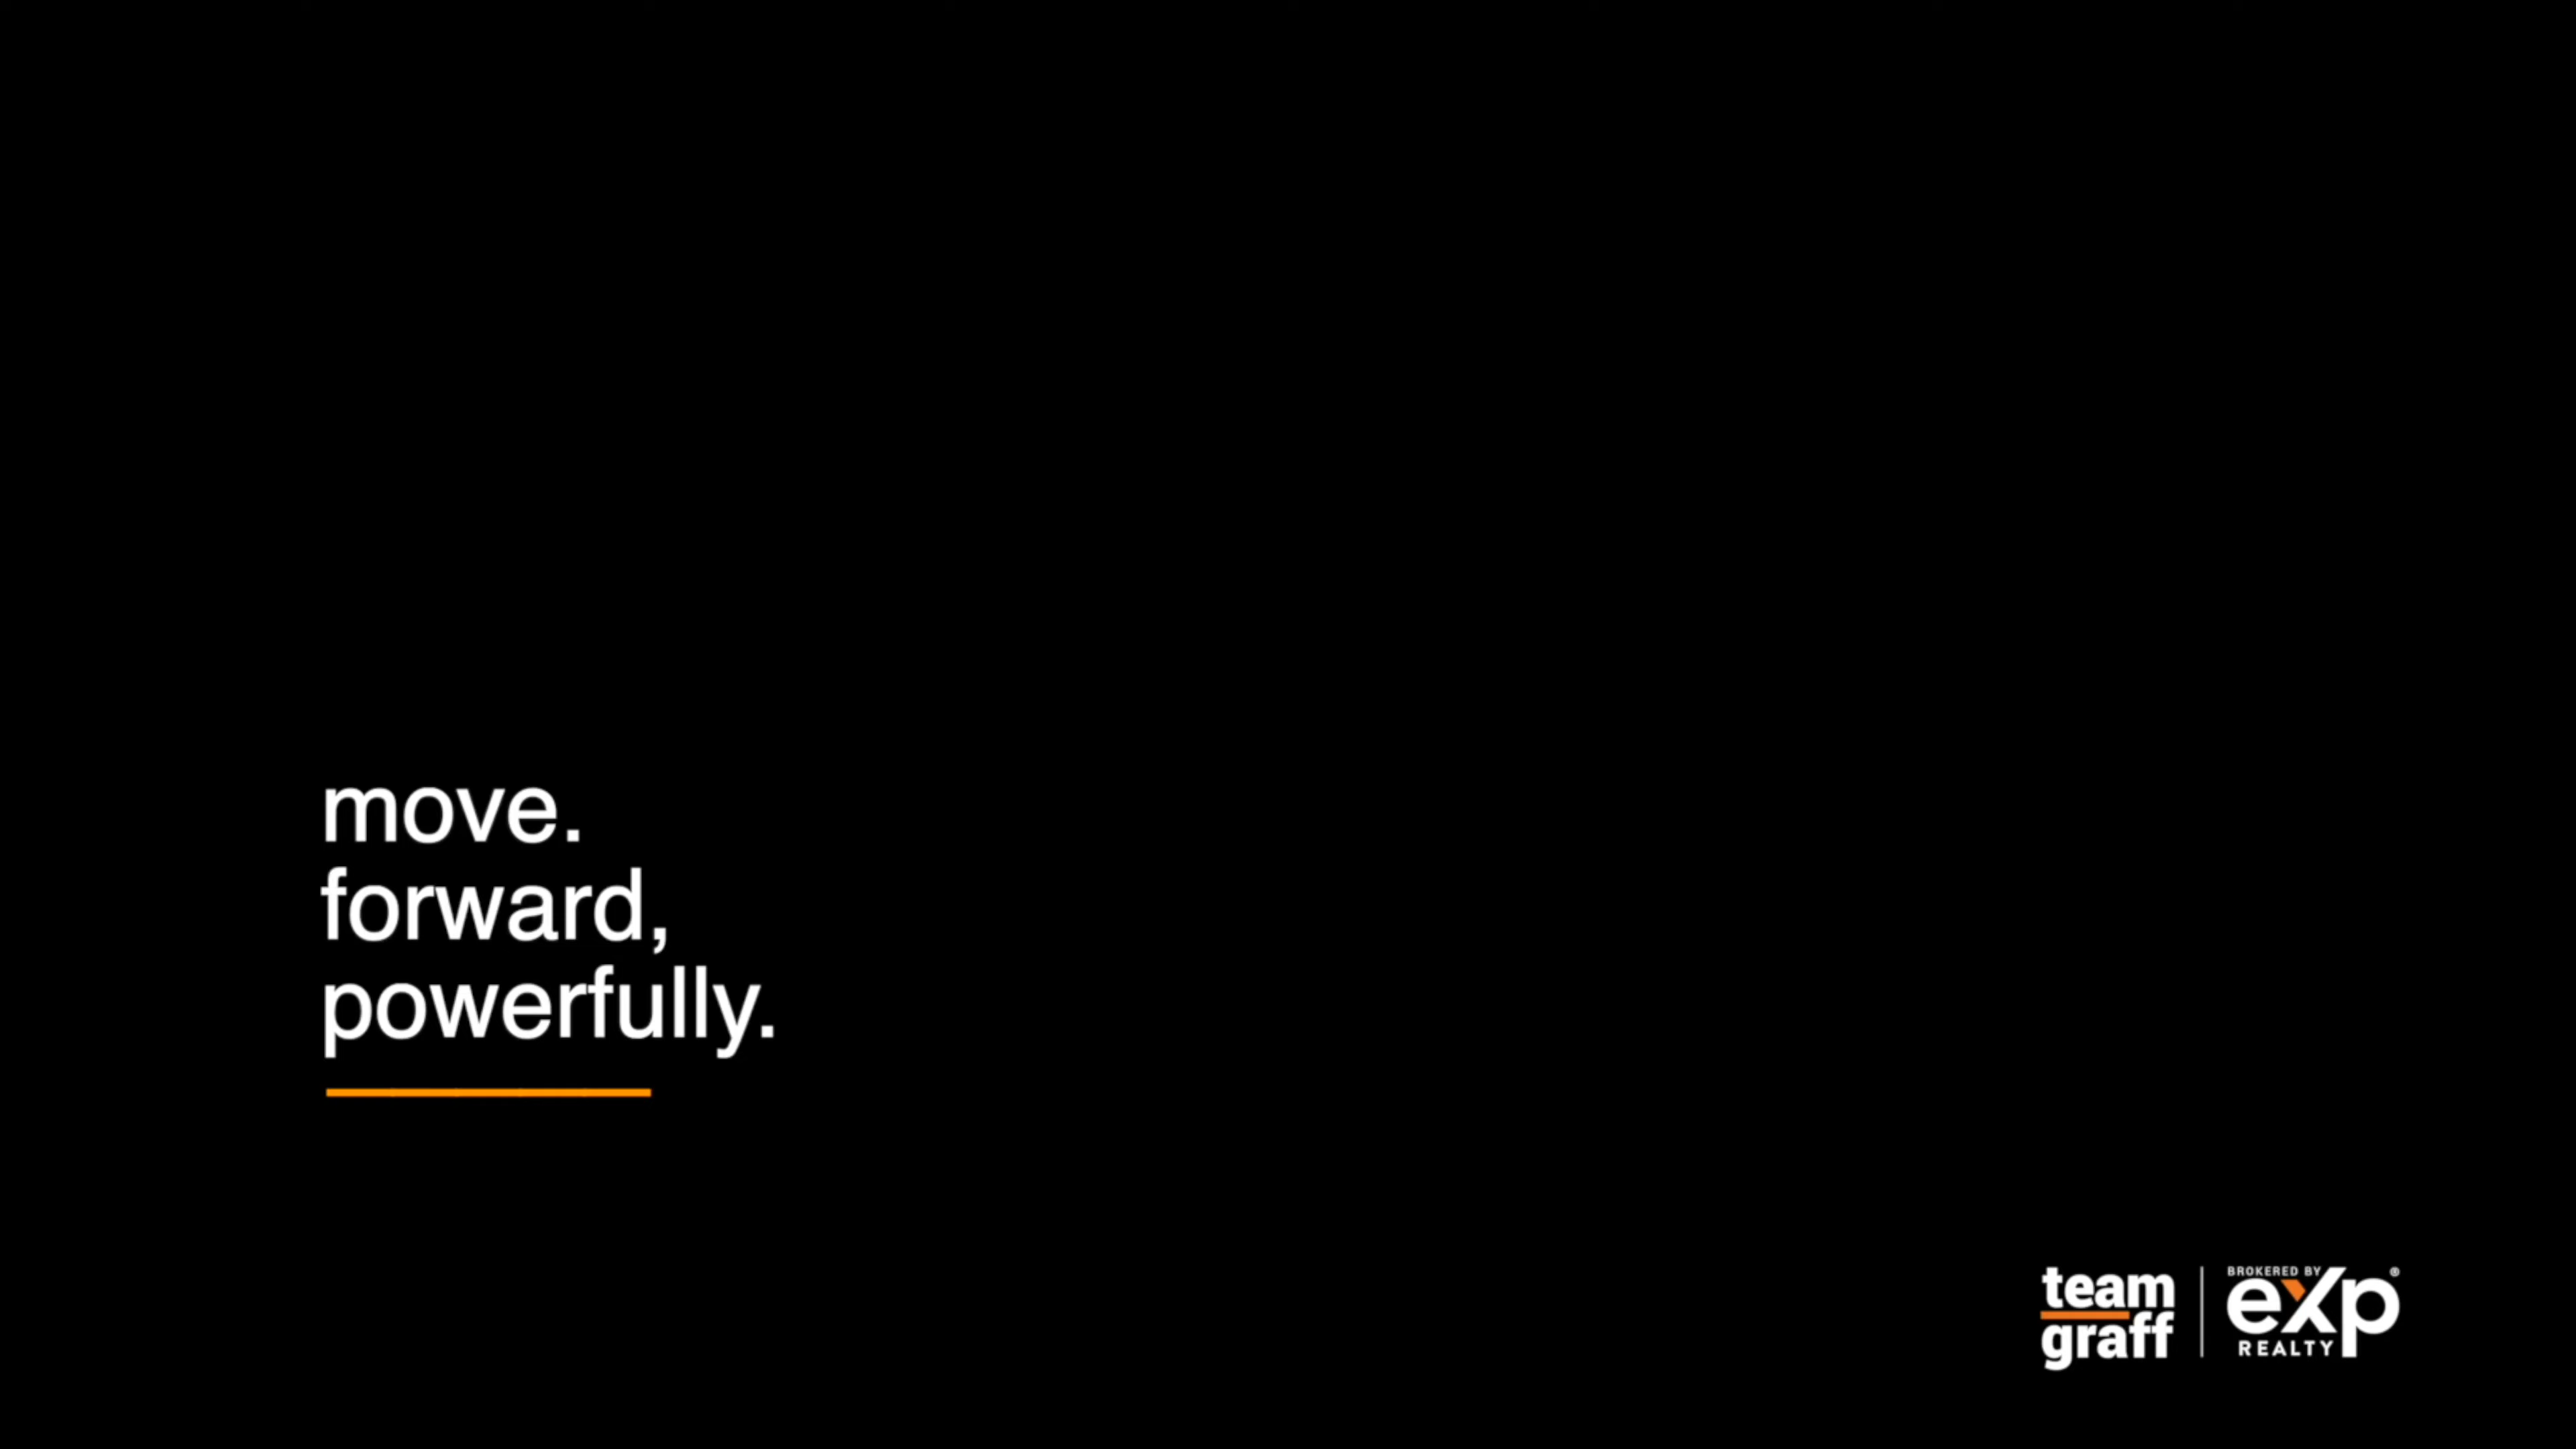 move.
forward,
powerfully.
team
graff
BROKERED BY
eXp®
REALTY